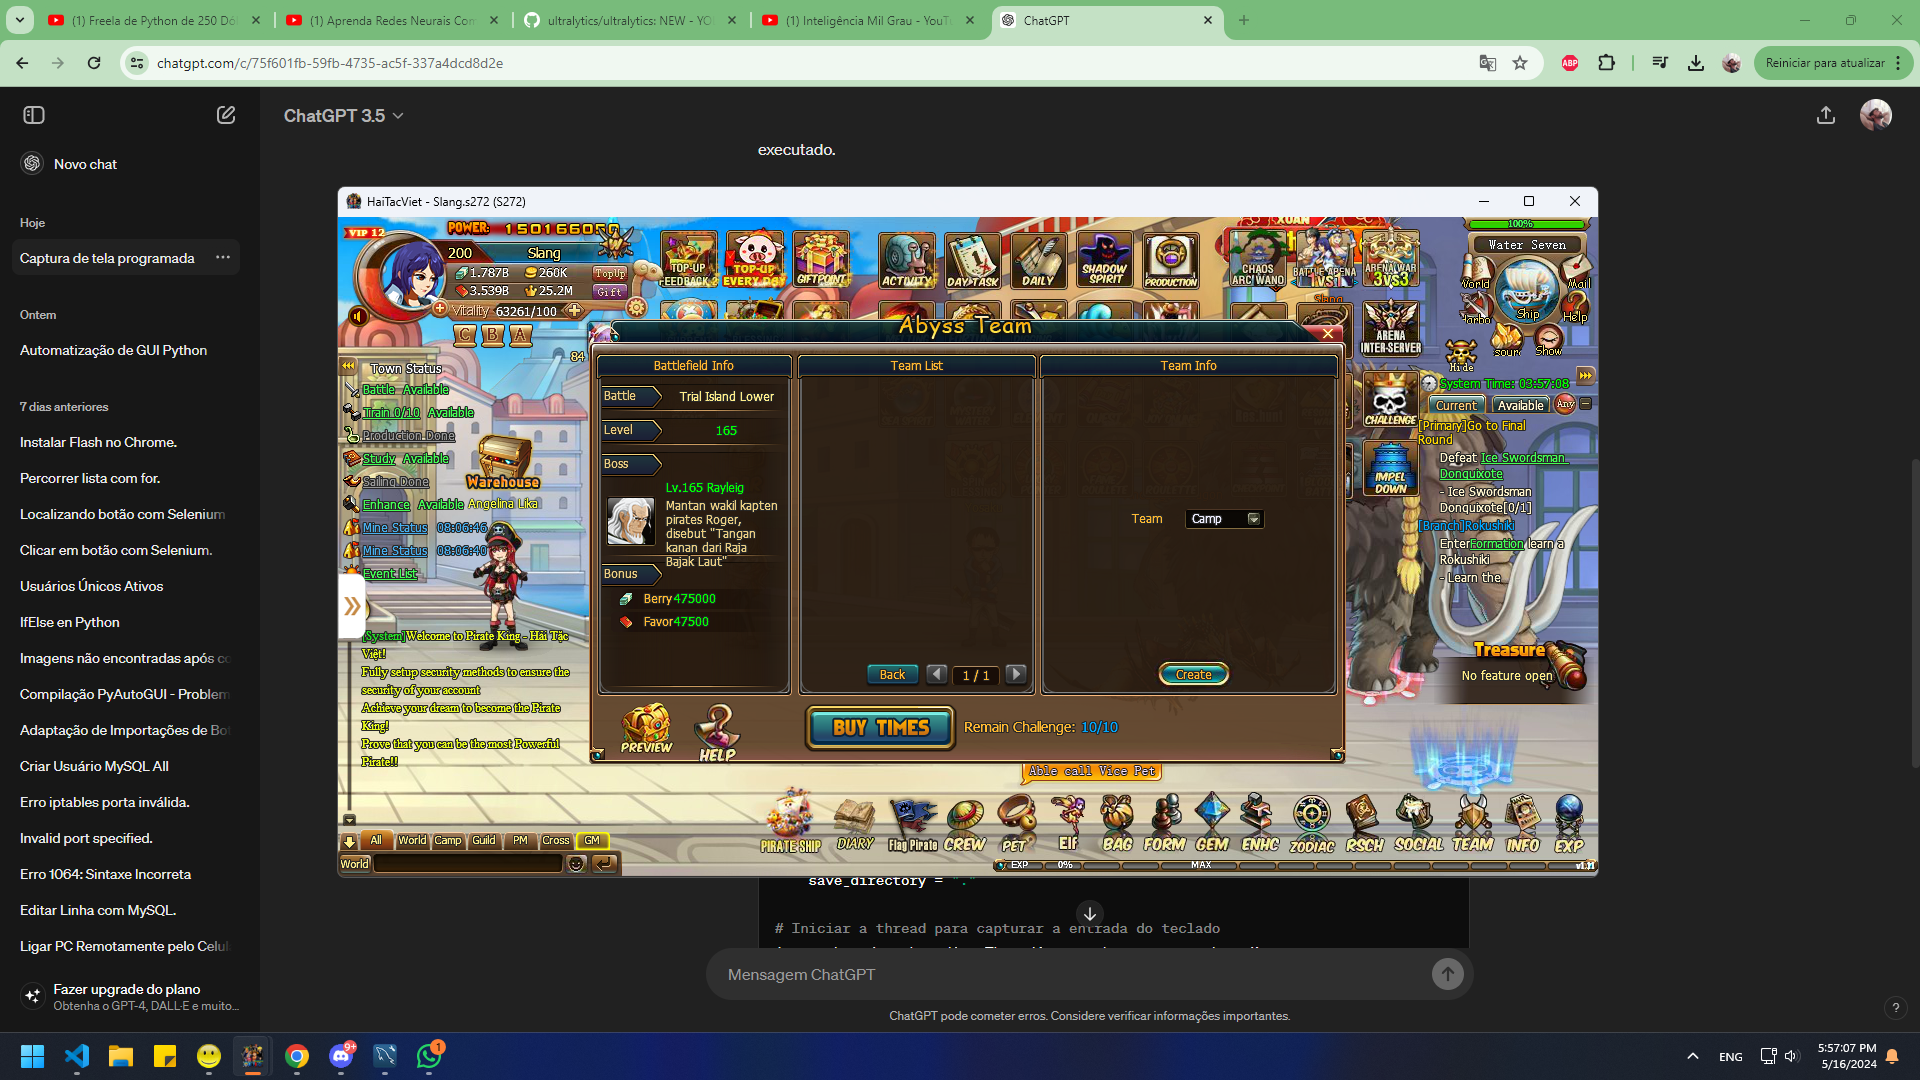 (1) Freela de Python de 250 Dó
(1) Aprenda Redes Neurais Com
ultralytics/ultralytics: NEW - YO
(1) Inteligência Mil Grau - YouTu
ChatGPT
chatgpt.com/c/75f601fb-59fb-4735-ac5f-337a4dcd8d2e
ABP
Reiniciar para atualizar
ChatGPT 3.5
Novo chat
Hoje
Captura de tela programada
Ontem
Automatização de GUI Python
7 dias anteriores
Instalar Flash no Chrome.
Percorrer lista com for.
Localizando botão com Selenium
Clicar em botão com Selenium.
Usuários Únicos Ativos
IfElse en Python
Imagens não encontradas após co
Compilação PyAutoGUI - Problem
Adaptação de Importações de Bot
Criar Usuário MySQL All
Erro iptables porta inválida.
Invalid port specified.
Erro 1064: Sintaxe Incorreta
Editar Linha com MySQL.
Ligar PC Remotamente pelo Celul
Fazer upgrade do plano
Obtenha o GPT-4, DALL·E e muito...
executado.
HaiTacViet - Slang.s272 (S272)
VIP 12
POWER: 150166050
200 Slang
1.787B 260K TopUp
3.539B 25.2M Gift
Vitality 63261/100
C B A
84
TOP-UP FEEDBACK 2
TOP-UP EVERY DAY
GIFTPOINT
ACTIVITY
DAY+TASK
DAILY
SHADOW SPIRIT
PRODUCTION
XUAN
CHAOS ARC WANO
BATTLE ARENA 1VS1
ARENA WAR 3VS3
Slang
ARENA INTER-SERVER
CHALLENGE
IMPEL DOWN
100%
Water Seven
World
Mail
Ship
Help
Show
Hide
System Time: 03:57:08
Current Available Any
[Primary]Go to Final
Round
Defeat Ice Swordsman
Donquixote
- Ice Swordsman
Donquixote[0/1]
[Branch]Rokushiki
EnterFormation learn a
Rokushiki
- Learn the
Treasure
No feature open
Town Status
Battle Available
Train 0/10 Available
Production Done
Study Available
Sailing Done
Enhance Available
Mine Status 08:06:46
Mine Status 08:06:40
Event List
Warehouse
Angelina Lika
[System]Welcome to Pirate King - Hải Tặc
Việt!
Fully setup security methods to ensure the
security of your account
Achieve your dream to become the Pirate
King!
Prove that you can be the most Powerful
Pirate!!
Abyss Team
Battlefield Info
Team List
Team Info
Battle Trial Island Lower
Level 165
Boss
Lv.165 Rayleig
Mantan wakil kapten
pirates Roger,
disebut "Tangan
kanan dari Raja
Bajak Laut"
Bonus
Berry475000
Favor47500
Team Camp
Back 1 / 1
Create
PREVIEW
HELP
BUY TIMES
Remain Challenge: 10/10
Able call Vice Pet
PIRATE SHIP DIARY Flag Pirate CREW PET Elf BAG FORM GEM ENHC ZODIAC RSCH SOCIAL TEAM INFO EXP
All World Camp Guild PM Cross GM
World
EXP 0% MAX
v1.11
save_directory = "."
# Iniciar a thread para capturar a entrada do teclado
Mensagem ChatGPT
ChatGPT pode cometer erros. Considere verificar informações importantes.
?
9+
1
ENG
5:57:07 PM
5/16/2024